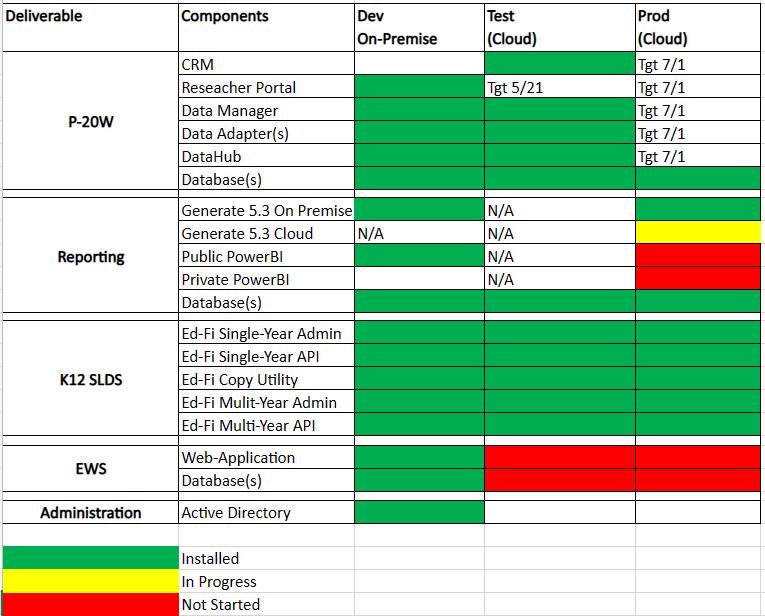 Deliverable Components Dev On-Premise Test (Cloud) Prod (Cloud)
P-20W
CRM Tgt 7/1
Reseacher Portal Tgt 5/21 Tgt 7/1
Data Manager Tgt 7/1
Data Adapter(s) Tgt 7/1
DataHub Tgt 7/1
Database(s)
Reporting
Generate 5.3 On Premise N/A
Generate 5.3 Cloud N/A N/A
Public PowerBI N/A
Private PowerBI N/A
Database(s)
K12 SLDS
Ed-Fi Single-Year Admin
Ed-Fi Single-Year API
Ed-Fi Copy Utility
Ed-Fi Mulit-Year Admin
Ed-Fi Multi-Year API
EWS
Web-Application
Database(s)
Administration Active Directory
Installed
In Progress
Not Started